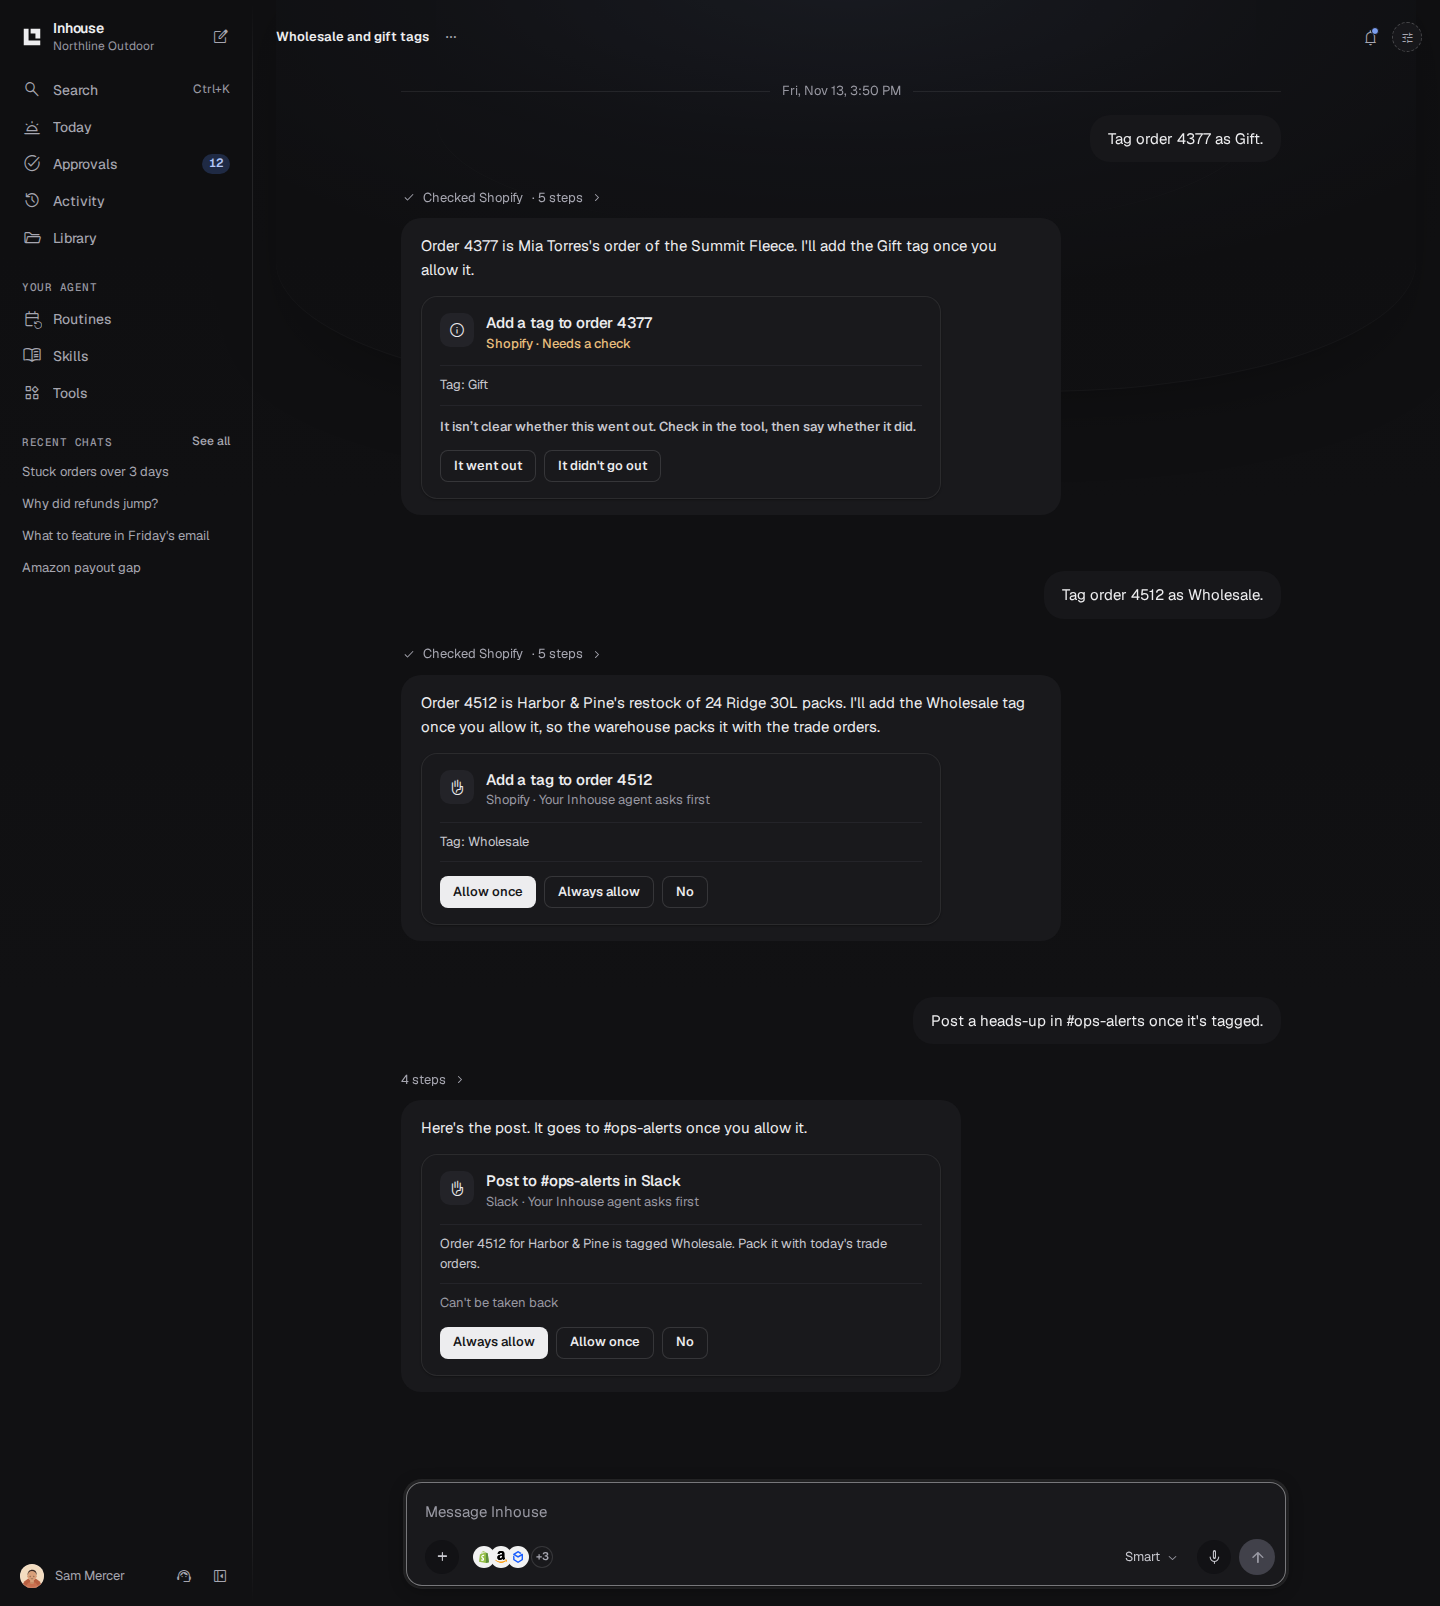 Inhouse
Northline Outdoor
Search Ctrl+K
Today
Approvals 12
Activity
Library
YOUR AGENT
Routines
Skills
Tools
RECENT CHATS See all
Stuck orders over 3 days
Why did refunds jump?
What to feature in Friday's email
Amazon payout gap
Sam Mercer
Wholesale and gift tags
Fri, Nov 13, 3:50 PM
Tag order 4377 as Gift.
Checked Shopify · 5 steps
Order 4377 is Mia Torres's order of the Summit Fleece. I'll add the Gift tag once you
allow it.
Add a tag to order 4377
Shopify · Needs a check
Tag: Gift
It isn't clear whether this went out. Check in the tool, then say whether it did.
It went out It didn't go out
Tag order 4512 as Wholesale.
Checked Shopify · 5 steps
Order 4512 is Harbor & Pine's restock of 24 Ridge 30L packs. I'll add the Wholesale tag
once you allow it, so the warehouse packs it with the trade orders.
Add a tag to order 4512
Shopify · Your Inhouse agent asks first
Tag: Wholesale
Allow once Always allow No
Post a heads-up in #ops-alerts once it's tagged.
4 steps
Here's the post. It goes to #ops-alerts once you allow it.
Post to #ops-alerts in Slack
Slack · Your Inhouse agent asks first
Order 4512 for Harbor & Pine is tagged Wholesale. Pack it with today's trade
orders.
Can't be taken back
Always allow Allow once No
Message Inhouse
+3
Smart